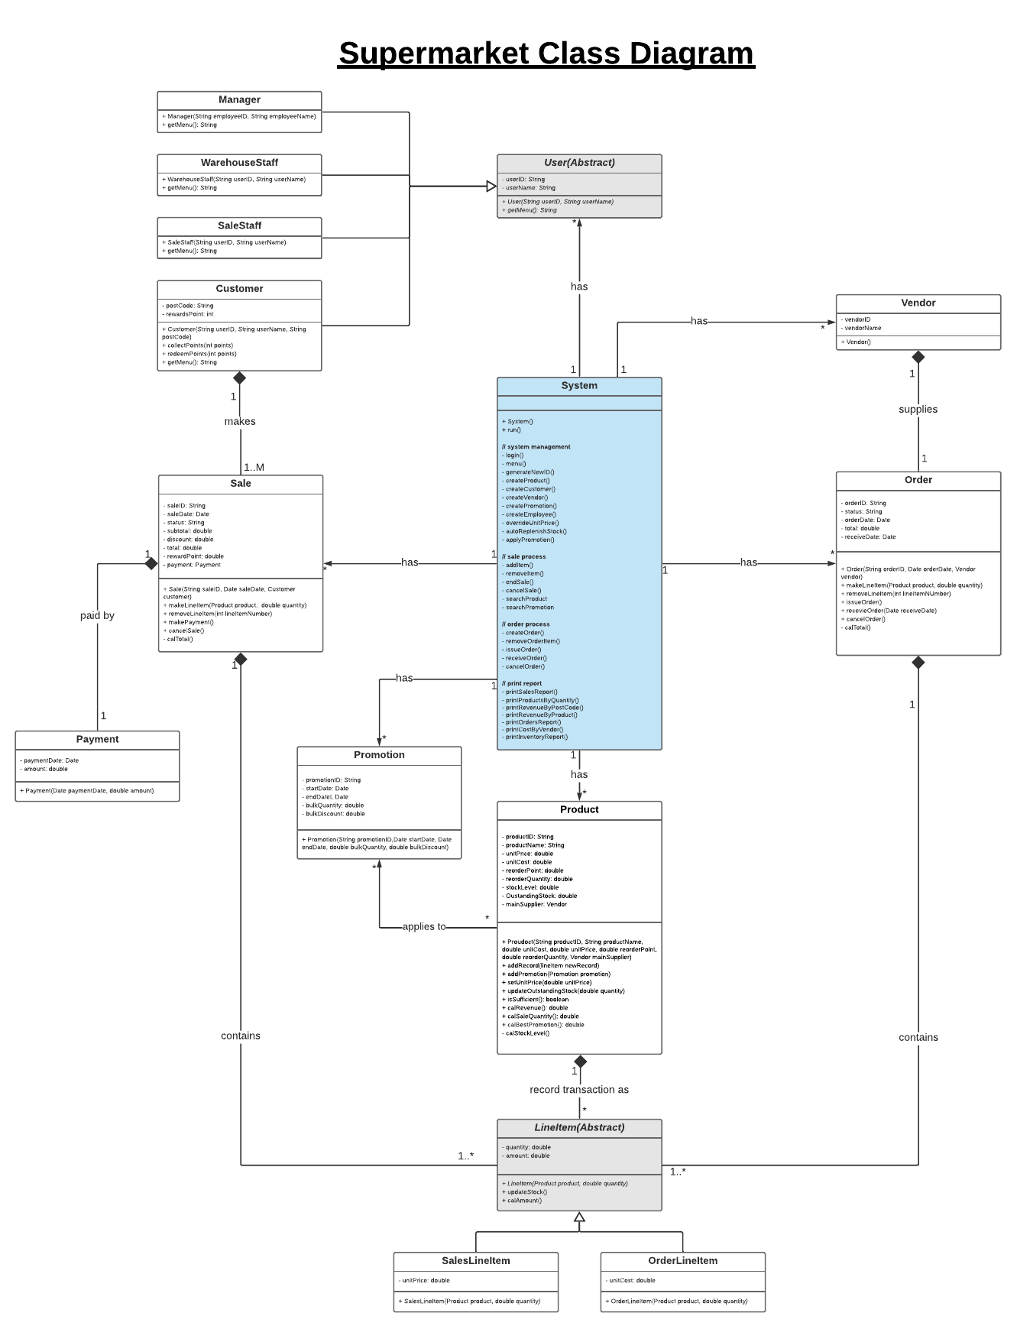 Supermarket Class Diagram
Manager
+ Manager(String employeeID, String employeeName)
+ getMenu(): String
WarehouseStaff
+ WarehouseStaff(String userID, String userName)
+ getMenu(): String
SaleStaff
+ SaleStaff(String userID, String userName)
+ getMenu(): String
Customer
- postCode: String
- rewardsPoint: int
+ Customer(String userID, String userName, String
postCode)
+ collectPoints(int points)
+ redeemPoints(int points)
+ getMenu(): String
User(Abstract)
- userID: String
- userName: String
+ User(String userID, String userName)
+ getMenu(): String
*
has
1
1
has
*
Vendor
- vendorID
- vendorName
+ Vendor()
1
supplies
1
1
makes
1..M
System
+ System()
+ run()
// system management
- login()
- menu()
- generateNewID()
- createProduct()
- createCustomer()
- createVendor()
- createPromotion()
- createEmployee()
- overrideUnitPrice()
- autoReplenishStock()
- applyPromotion()
// sale process
- addItem()
- removeItem()
- endSale()
- cancelSale()
- searchProduct
- searchPromotion
// order process
- createOrder()
- removeOrderItem()
- issueOrder()
- receiveOrder()
- cancelOrder()
// print report
- printSalesReport()
- printProductsByQuantity()
- printRevenueByPostCode()
- printRevenueByProduct()
- printOrdersReport()
- printCostByVendor()
- printInventoryReport()
Sale
- saleID: String
- saleDate: Date
- status: String
- subtotal: double
- discount: double
- total: double
- rewardPoint: double
- payment: Payment
+ Sale(String saleID, Date saleDate, Customer
customer)
+ makeLineItem(Product product, double quantity)
+ removeLineItem(int lineItemNumber)
+ makePayment()
+ cancelSale()
- calTotal()
1
has
*
1
has
*
Order
- orderID: String
- status: String
- orderDate: Date
- total: double
- receiveDate: Date
+ Order(String orderID, Date orderDate, Vendor
vendor)
+ makeLineItem(Product product, double quantity)
+ removeLineItem(int lineItemNUmber)
+ issueOrder()
+ recevieOrder(Date receiveDate)
+ cancelOrder()
- calTotal()
1
paid by
1
Payment
- paymentDate: Date
- amount: double
+ Payment(Date paymentDate, double amount)
has
1
*
Promotion
- promotionID: String
- startDate: Date
- endDatel, Date
- bulkQuantity: double
- bulkDiscount: double
+ Promotion(String promotionID,Date startDate, Date
endDate, double bulkQuantity, double bulkDiscount)
*
applies to
*
1
has
*
Product
- productID: String
- productName: String
- unitPrice: double
- unitCost: double
- reorderPoint: double
- reorderQuantity: double
- stockLevel: double
- OustandingStock: double
- mainSupplier: Vendor
+ Proudoct(String productID, String productName,
double unitCost, double unitPrice, double reorderPoint,
double reorderQuantity, Vendor mainSupplier)
+ addRecord(lineItem newRecord)
+ addPromotion(Promotion promotion)
+ setUnitPrice(double unitPrice)
+ updateOutstandingStock(double quantity)
+ isSufficient(): boolean
+ calRevenue(): double
+ calSaleQuantity(): double
+ calBestPromotion(): double
- calStockLevel()
1
record transaction as
*
1
contains
1..*
1
contains
1..*
LineItem(Abstract)
- quantity: double
- amount: double
+ LineItem(Product product, double quantity)
+ updateStock()
+ calAmount()
SalesLineItem
- unitPrice: double
+ SalesLineItem(Product product, double quantity)
OrderLineItem
- unitCost: double
+ OrderLineItem(Product product, double quantity)